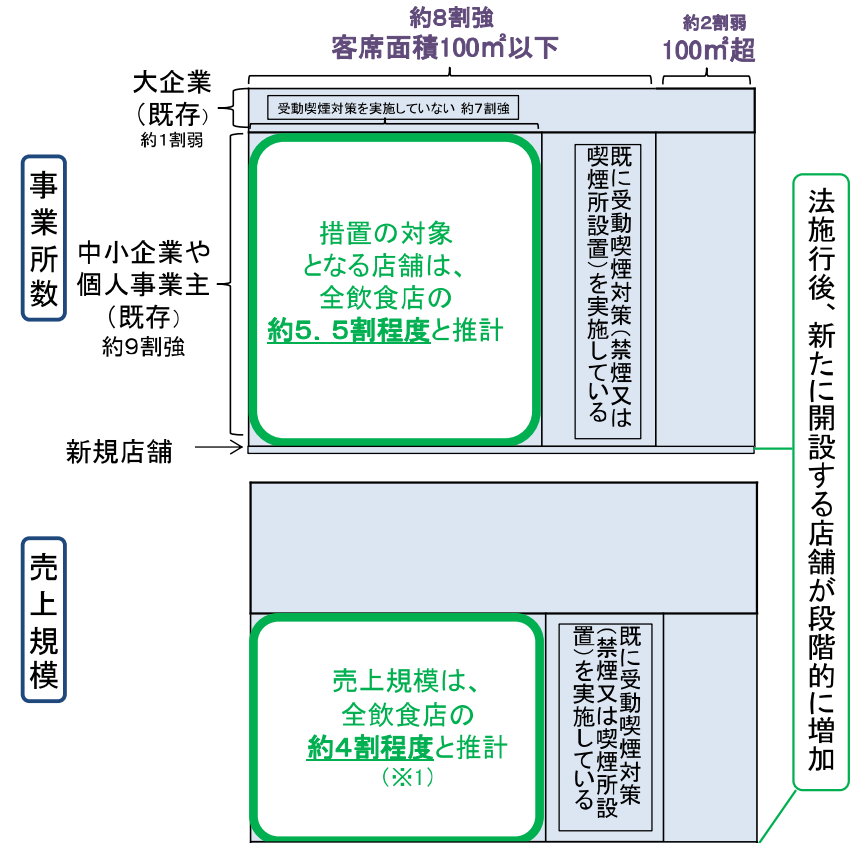 約8割強
客席面積100㎡以下
約2割弱
100㎡超
大企業
（既存）
約1割弱
受動喫煙対策を実施していない 約7割強
事業所数
中小企業や
個人事業主
（既存）
約9割強
措置の対象
となる店舗は、
全飲食店の
約５．５割程度と推計
既に受動喫煙対策（禁煙又は
喫煙所設置）を実施している
新規店舗
法施行後、新たに開設する店舗が段階的に増加
売上規模
売上規模は、
全飲食店の
約４割程度と推計
（※1）
既に受動喫煙対策
（禁煙又は喫煙所設
置）を実施している